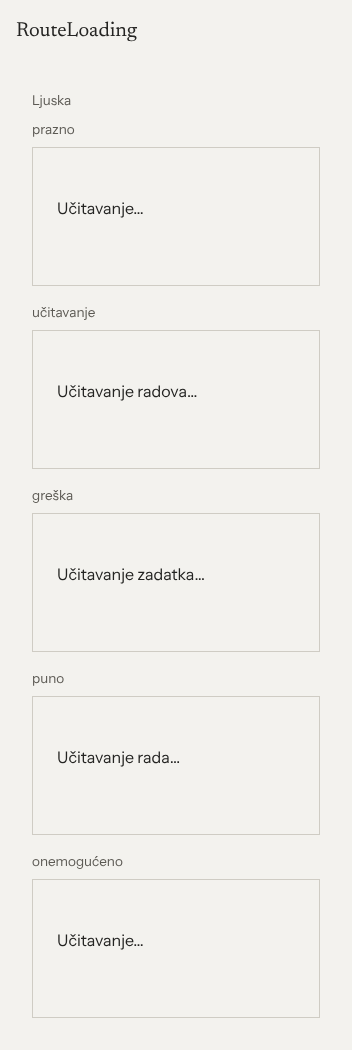 RouteLoading
Ljuska
prazno
Učitavanje…
učitavanje
Učitavanje radova…
greška
Učitavanje zadatka…
puno
Učitavanje rada…
onemogućeno
Učitavanje…